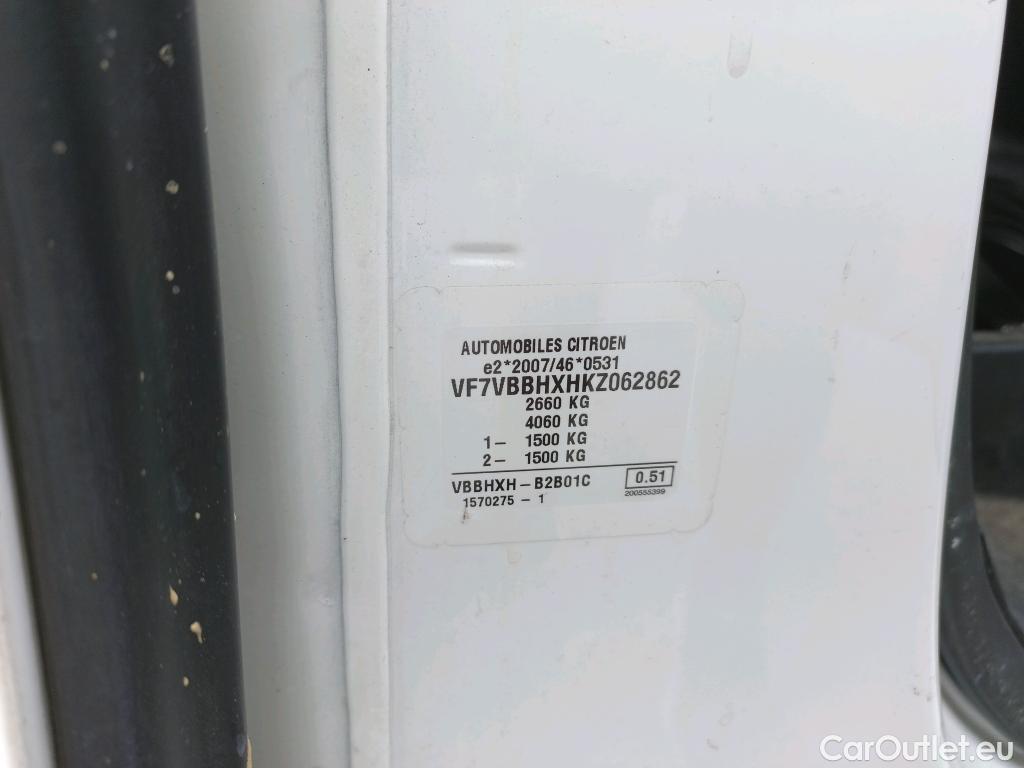 AUTOMOBILES CITROEN
e2*2007/46*0531
VF7VBBHXHKZ062862
2660 KG
4060 KG
1– 1500 KG
2– 1500 KG
VBBHXH – B2B01C 0.51
1570275 – 1 200555399
CarOutlet.eu